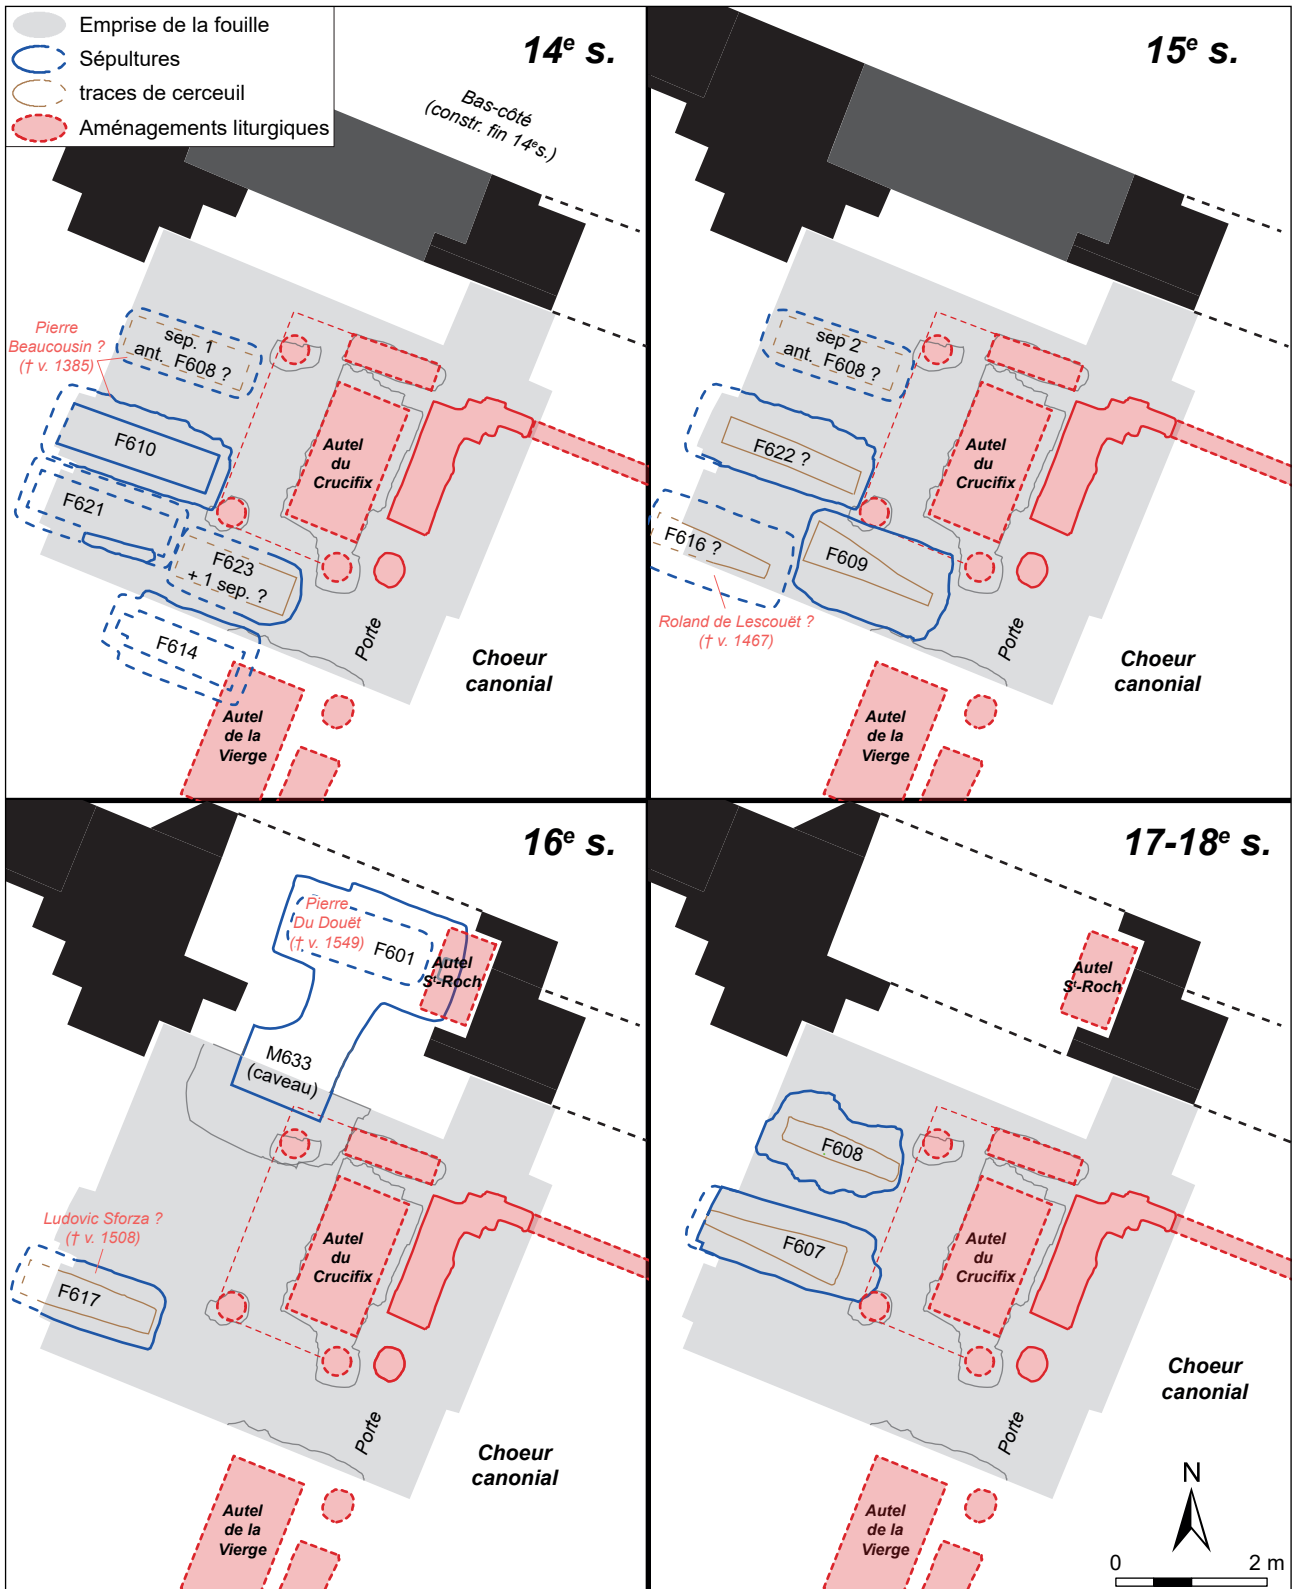 Emprise de la fouille
Sépultures
traces de cerceuil
Aménagements liturgiques
14e s.
Bas-côté
(constr. fin 14es.)
Pierre
Beaucousin ?
(† v. 1385)
sep. 1
ant. F608 ?
F610
F621
F623
+ 1 sep. ?
F614
Autel
du
Crucifix
Porte
Choeur
canonial
Autel
de la
Vierge
15e s.
sep 2
ant. F608 ?
F622 ?
F616 ?
F609
Roland de Lescouët ?
(† v. 1467)
Autel
du
Crucifix
Porte
Choeur
canonial
Autel
de la
Vierge
16e s.
Pierre
Du Douët
(† v. 1549)
F601
Autel
St-Roch
M633
(caveau)
Ludovic Sforza ?
(† v. 1508)
F617
Autel
du
Crucifix
Porte
Choeur
canonial
Autel
de la
Vierge
17-18e s.
Autel
St-Roch
F608
F607
Autel
du
Crucifix
Choeur
canonial
Porte
Autel
de la
Vierge
N
0 2 m